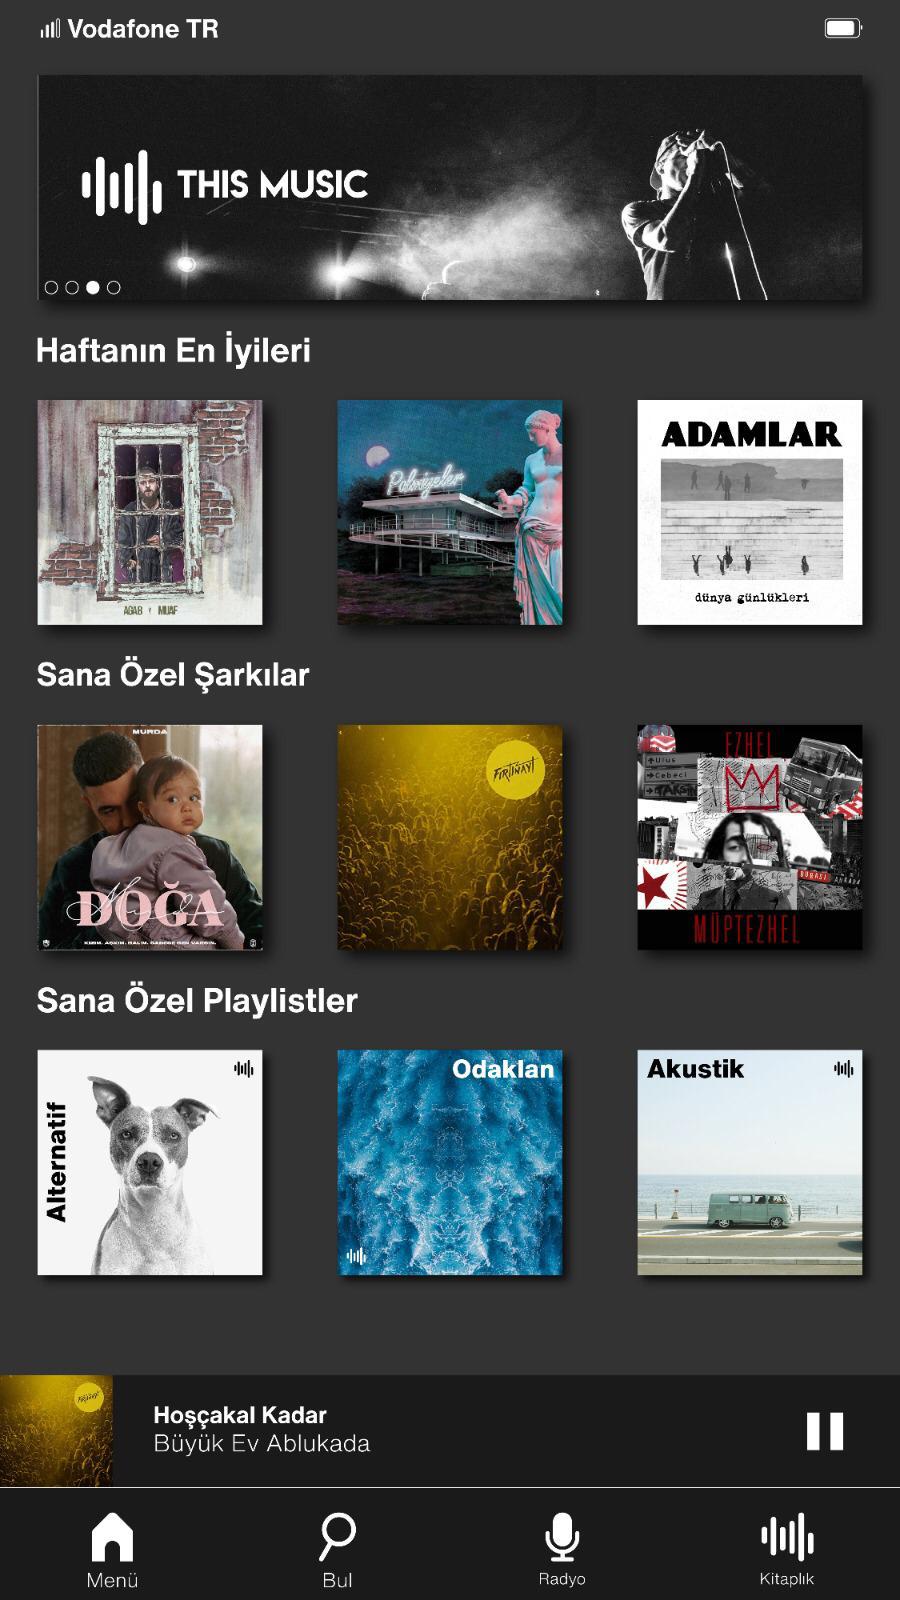 Vodafone TR
THIS MUSIC
Haftanın En İyileri
Palmiyeler
ADAMLAR
AGAB MUAF
dünya günlükleri
Sana Özel Şarkılar
MURDA
FIRTINAYT
EZHEL
Ulus
Cebeci
DOĞA
MÜPTEZHEL
Sana Özel Playlistler
Alternatif
Odaklan
Akustik
Hoşçakal Kadar
Büyük Ev Ablukada
Menü
Bul
Radyo
Kitaplık